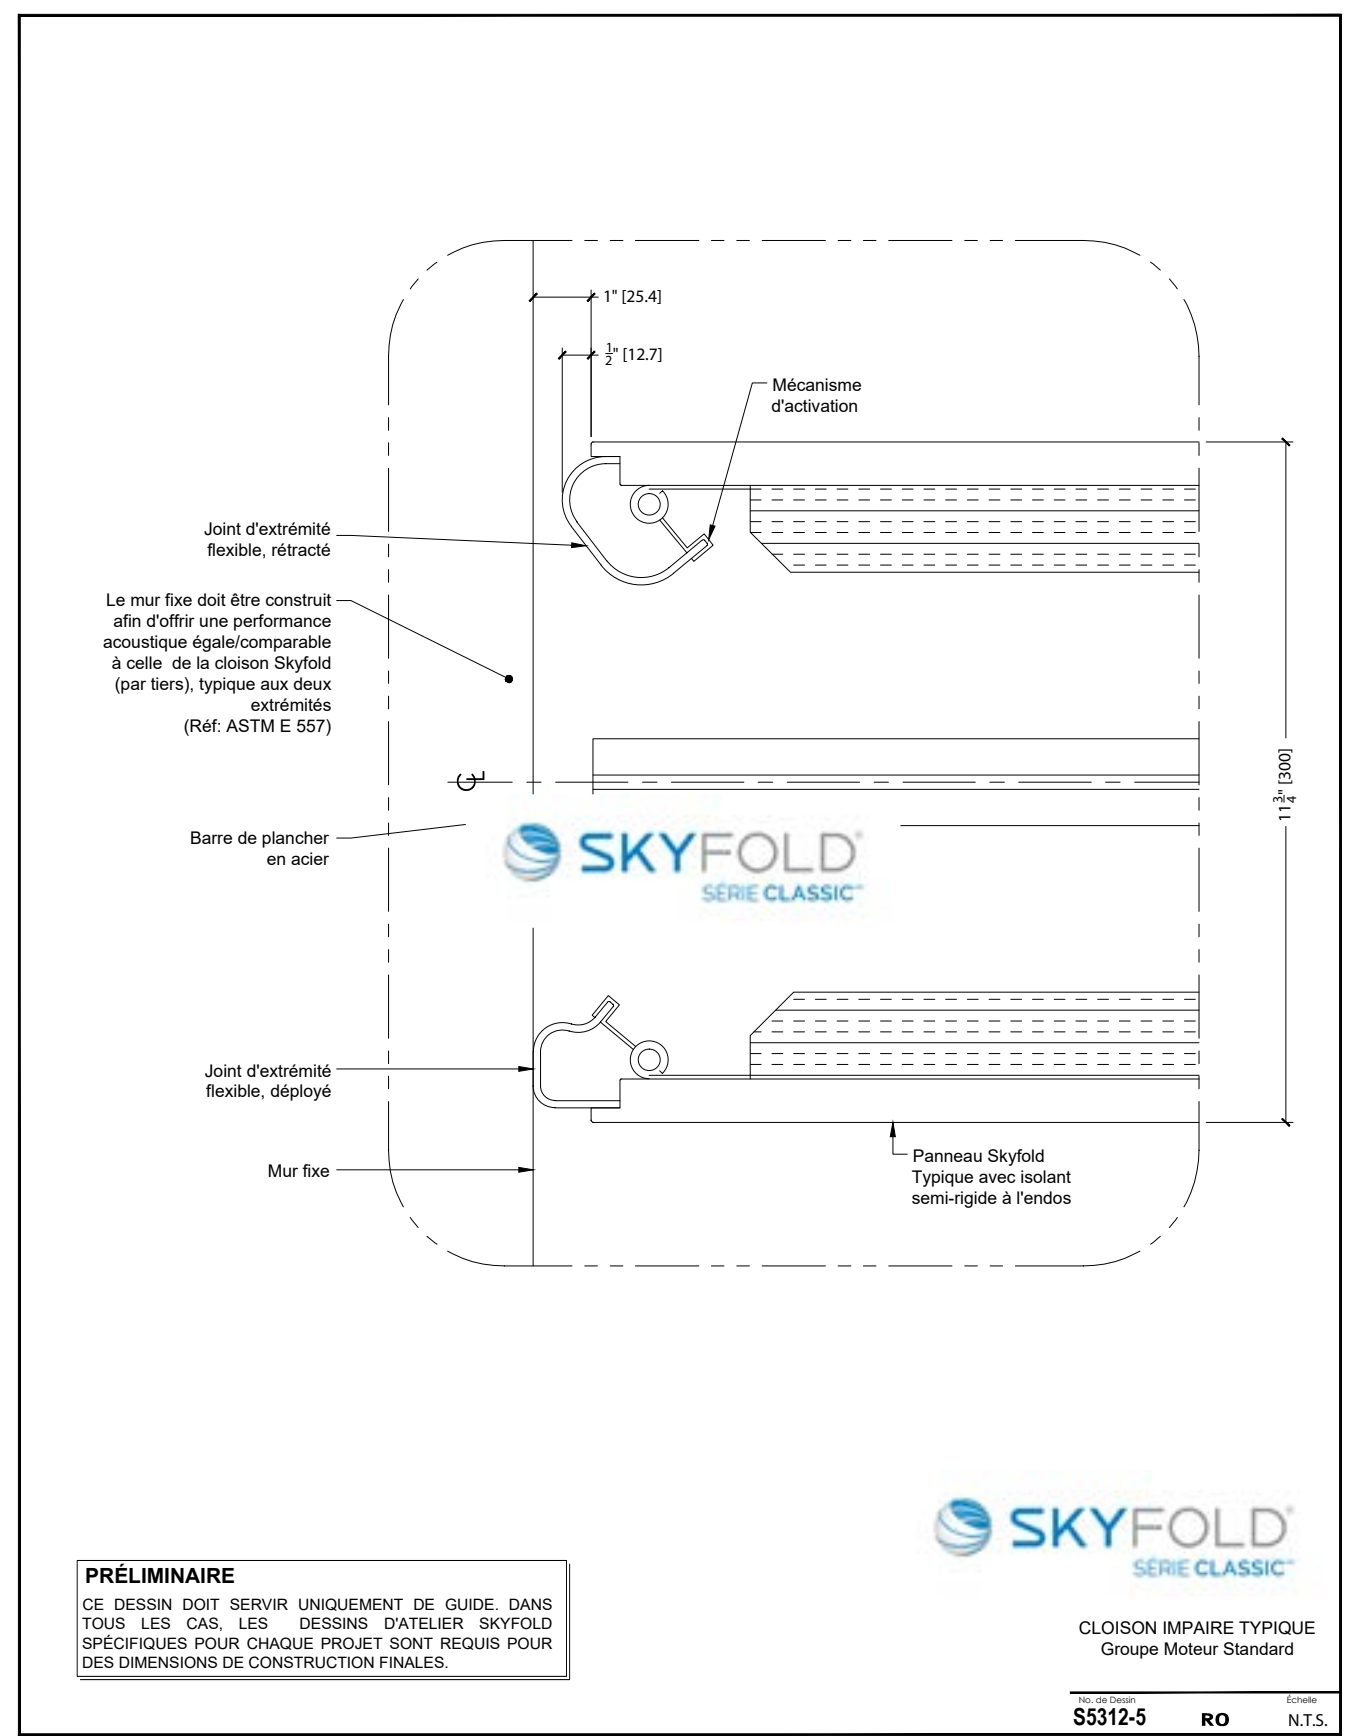 1" [25.4]
1/2" [12.7]
Mécanisme
d'activation
Joint d'extrémité
flexible, rétracté
Le mur fixe doit être construit
afin d'offrir une performance
acoustique égale/comparable
à celle de la cloison Skyfold
(par tiers), typique aux deux
extrémités
(Réf: ASTM E 557)
CL
11 3/4" [300]
Barre de plancher
en acier
SKYFOLD®
SÉRIE CLASSIC™
Joint d'extrémité
flexible, déployé
Mur fixe
Panneau Skyfold
Typique avec isolant
semi-rigide à l'endos
SKYFOLD®
SÉRIE CLASSIC™
PRÉLIMINAIRE
CE DESSIN DOIT SERVIR UNIQUEMENT DE GUIDE. DANS
TOUS LES CAS, LES DESSINS D'ATELIER SKYFOLD
SPÉCIFIQUES POUR CHAQUE PROJET SONT REQUIS POUR
DES DIMENSIONS DE CONSTRUCTION FINALES.
CLOISON IMPAIRE TYPIQUE
Groupe Moteur Standard
No. de Dessin Échelle
S5312-5 RO N.T.S.